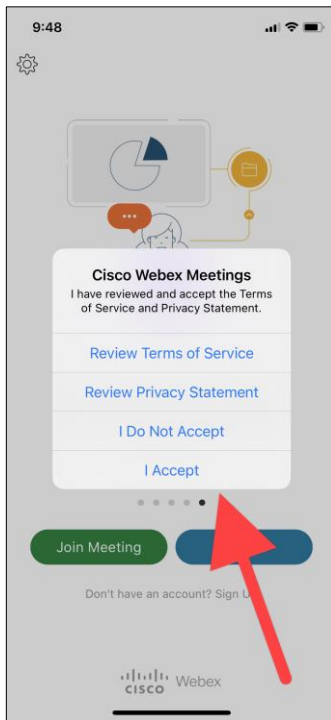 9:48
Cisco Webex Meetings
I have reviewed and accept the Terms
of Service and Privacy Statement.
Review Terms of Service
Review Privacy Statement
I Do Not Accept
I Accept
Join Meeting
Don't have an account? Sign U
CISCO Webex